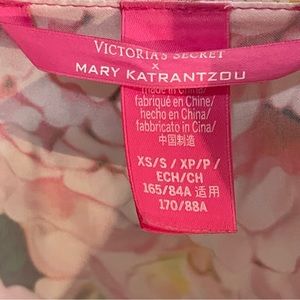 VICTORIA'S SECRET
x
MARY KATRANTZOU
made in China/
fabriqué en Chine/
hecho en China/
fabbricato in Cina/
中国制造
XS/S / XP/P /
ECH/CH
165/84A 适用
170/88A